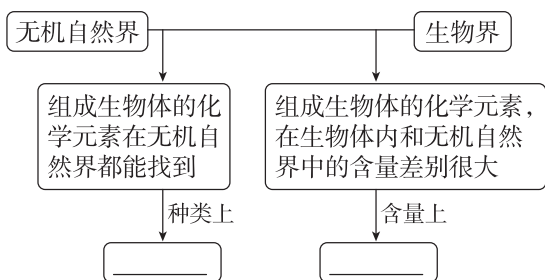 无机自然界
生物界
组成生物体的化
学元素在无机自
然界都能找到
组成生物体的化学元素，
在生物体内和无机自然
界中的含量差别很大
种类上
含量上